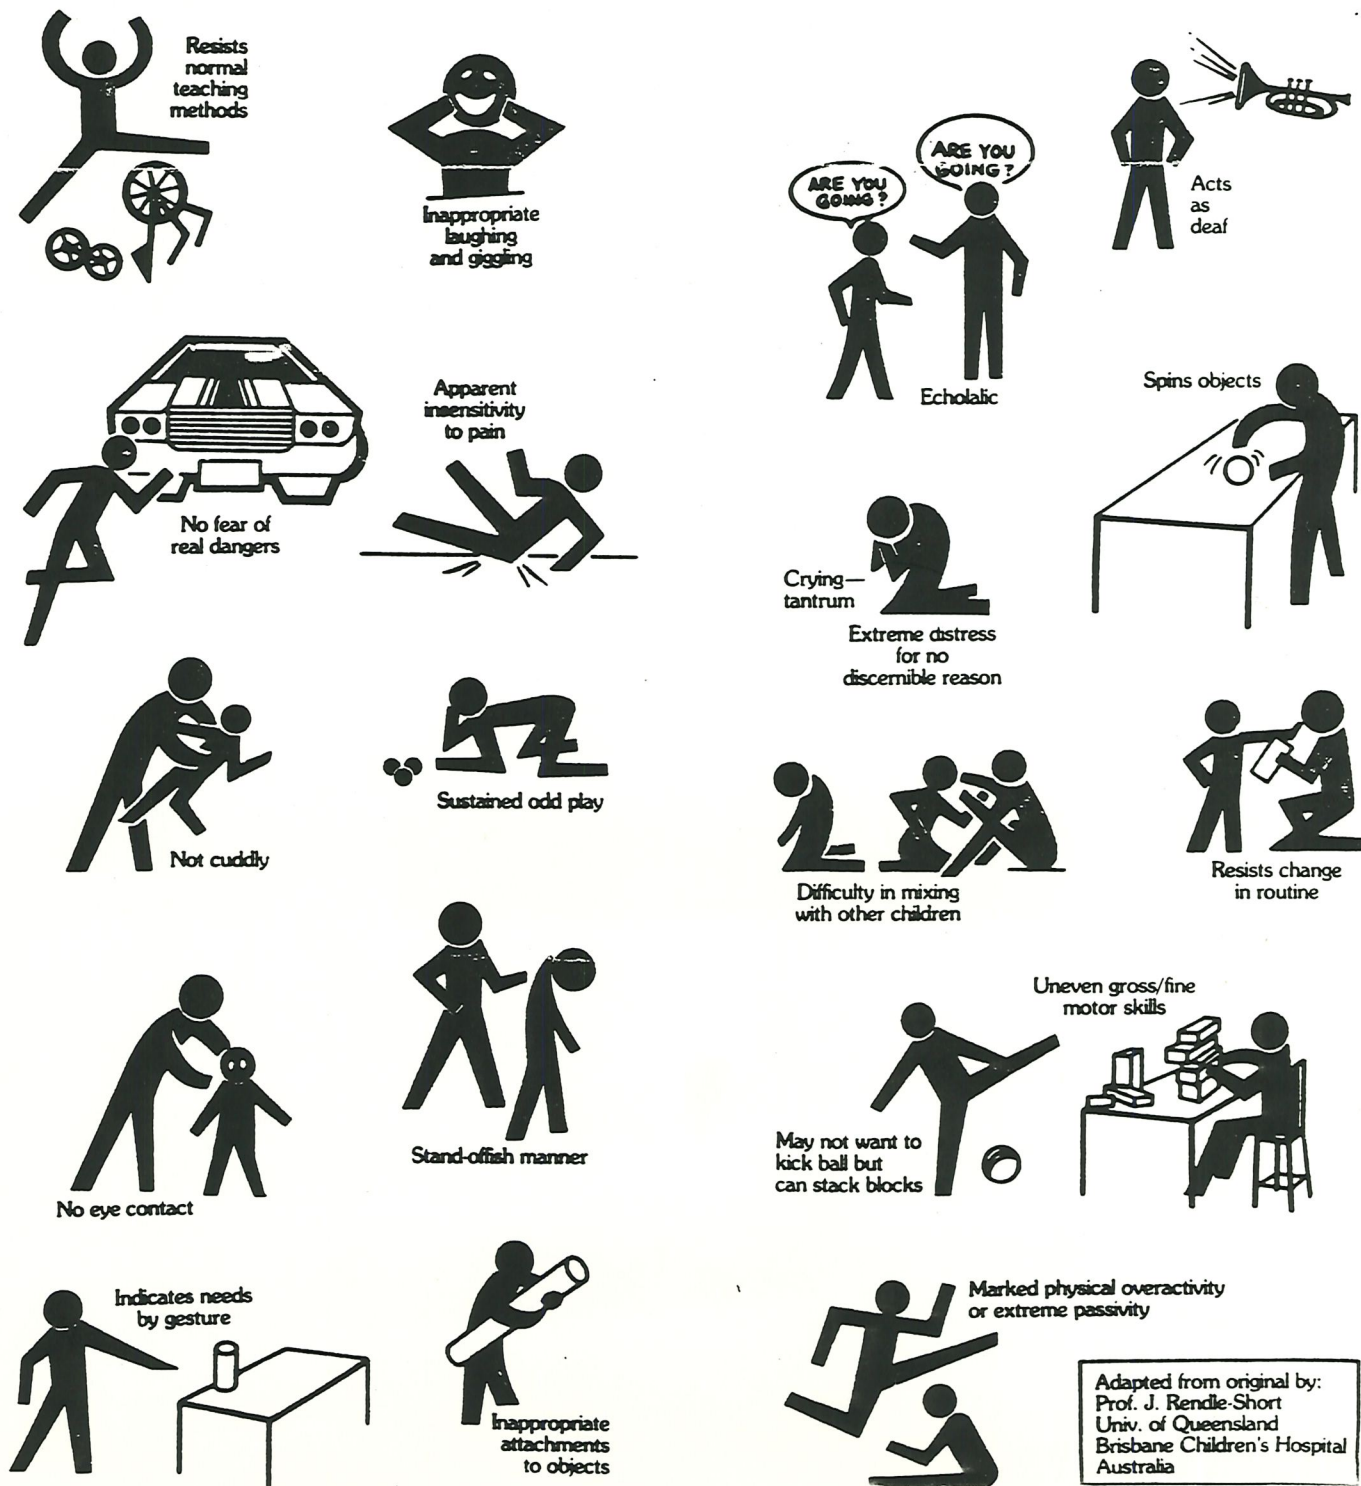 Resists
normal
teaching
methods
Inappropriate
laughing
and giggling
ARE YOU
GOING?
ARE YOU
GOING?
Echolalic
Acts
as
deaf
No fear of
real dangers
Apparent
insensitivity
to pain
Crying—
tantrum
Extreme distress
for no
discernible reason
Spins objects
Not cuddly
Sustained odd play
Difficulty in mixing
with other children
Resists change
in routine
No eye contact
Stand-offish manner
Uneven gross/fine
motor skills
May not want to
kick ball but
can stack blocks
Indicates needs
by gesture
Inappropriate
attachments
to objects
Marked physical overactivity
or extreme passivity
Adapted from original by:
Prof. J. Rendle-Short
Univ. of Queensland
Brisbane Children's Hospital
Australia